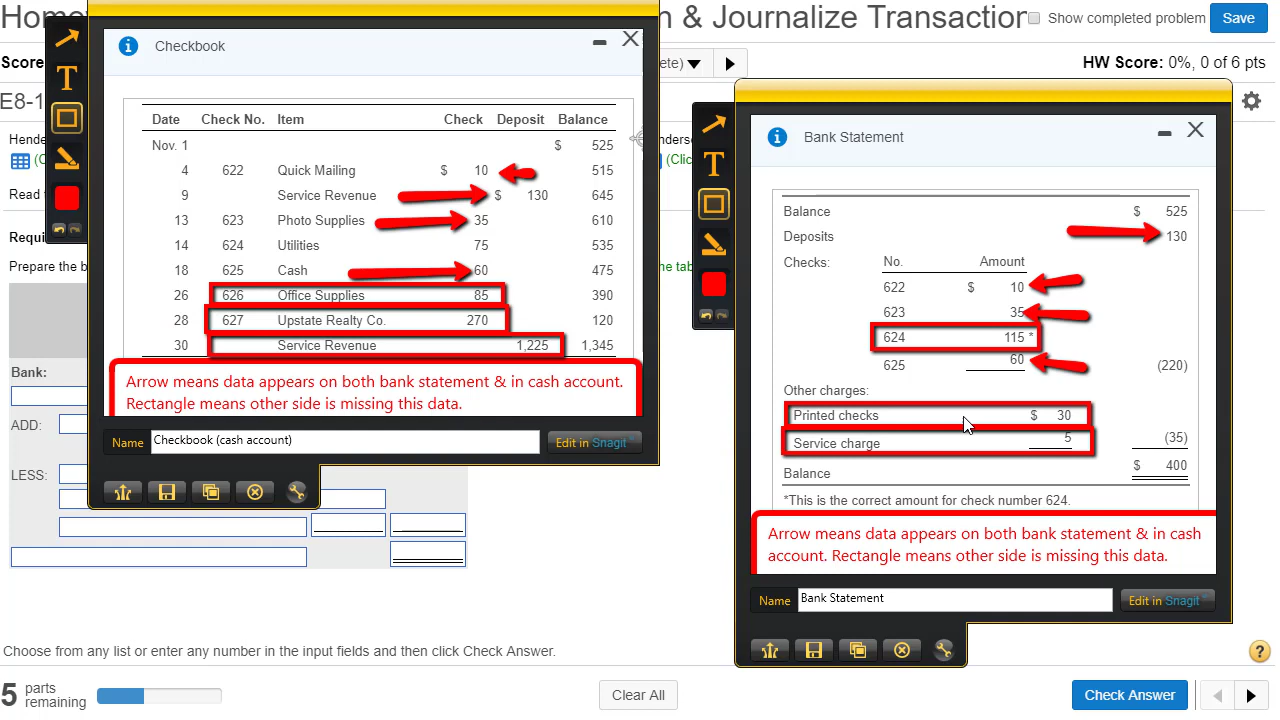 Home
n & Journalize Transaction
Show completed problem
Save
Score
ete)
HW Score: 0%, 0 of 6 pts
E8-1
Hende
Read
Requi
Prepare the b
Bank:
ADD:
LESS:
Checkbook
Date Check No. Item Check Deposit Balance
Nov. 1 $ 525
4 622 Quick Mailing $ 10 515
9 Service Revenue $ 130 645
13 623 Photo Supplies 35 610
14 624 Utilities 75 535
18 625 Cash 60 475
26 626 Office Supplies 85 390
28 627 Upstate Realty Co. 270 120
30 Service Revenue 1,225 1,345
Arrow means data appears on both bank statement & in cash account.
Rectangle means other side is missing this data.
Name Checkbook (cash account) Edit in Snagit
enders
(Clic
he tab
Bank Statement
Balance $ 525
Deposits 130
Checks: No. Amount
622 $ 10
623 35
624 115 *
625 60 (220)
Other charges:
Printed checks $ 30
Service charge 5 (35)
Balance $ 400
*This is the correct amount for check number 624.
Arrow means data appears on both bank statement & in cash
account. Rectangle means other side is missing this data.
Name Bank Statement Edit in Snagit
Choose from any list or enter any number in the input fields and then click Check Answer.
?
5 parts
remaining
Clear All
Check Answer